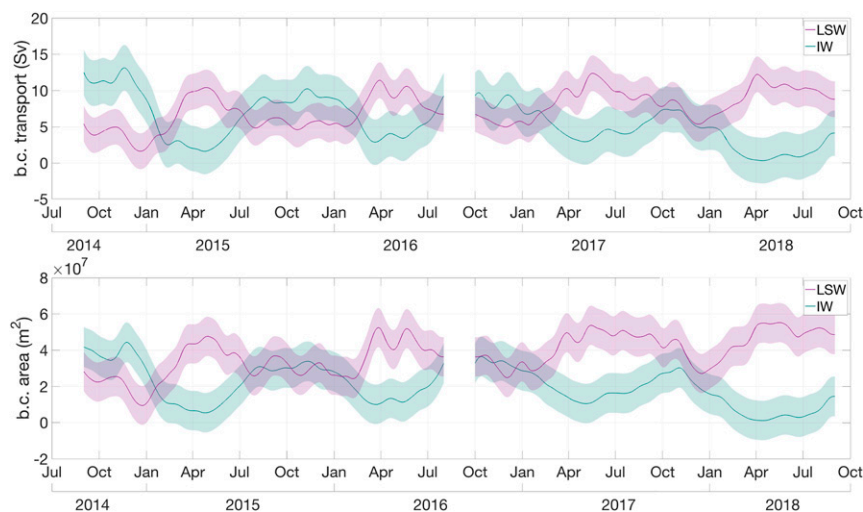 20
15
10
5
0
-5
b.c. transport (Sv)
LSW
IW
Jul Oct Jan Apr Jul Oct Jan Apr Jul Oct Jan Apr Jul Oct Jan Apr Jul Oct
2014 2015 2016 2017 2018
×10⁷
8
6
4
2
0
-2
b.c. area (m²)
LSW
IW
Jul Oct Jan Apr Jul Oct Jan Apr Jul Oct Jan Apr Jul Oct Jan Apr Jul Oct
2014 2015 2016 2017 2018